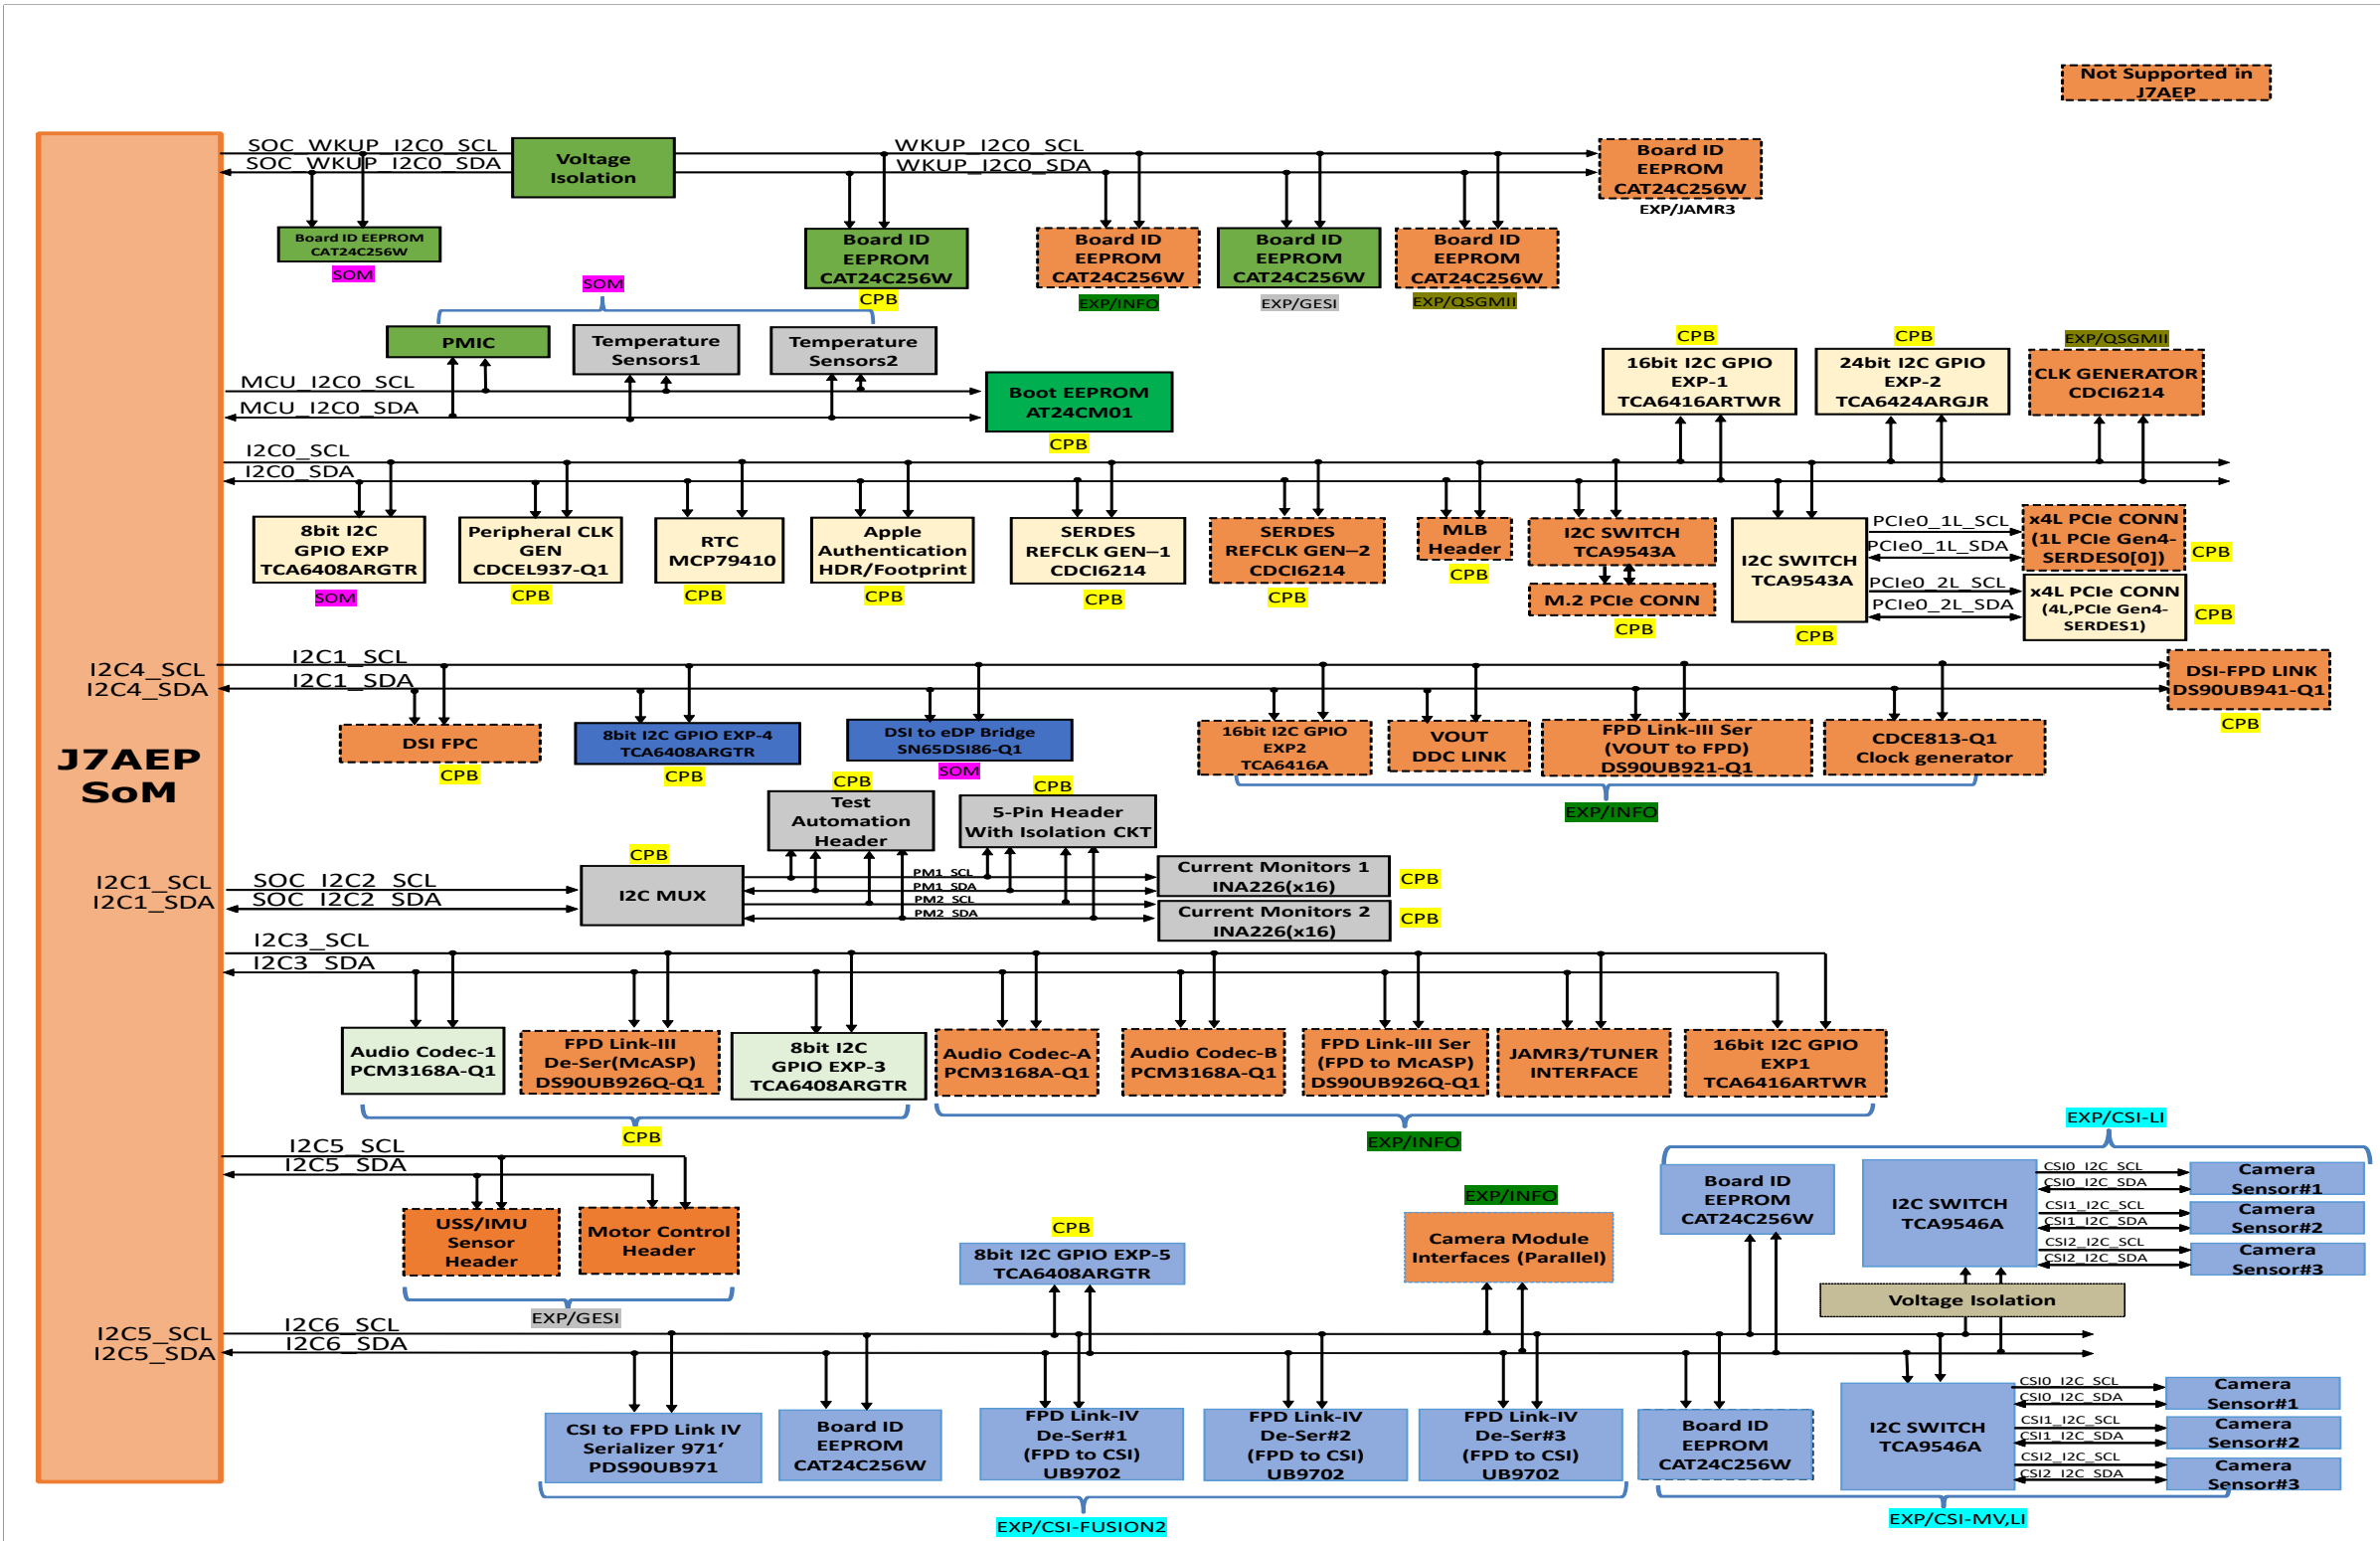 Not Supported in
J7AEP
J7AEP
SoM
SOC_WKUP_I2C0_SCL
SOC_WKUP_I2C0_SDA
Voltage
Isolation
WKUP_I2C0_SCL
WKUP_I2C0_SDA
Board ID
EEPROM
CAT24C256W
EXP/JAMR3
Board ID EEPROM
CAT24C256W
SOM
Board ID
EEPROM
CAT24C256W
CPB
Board ID
EEPROM
CAT24C256W
EXP/INFO
Board ID
EEPROM
CAT24C256W
EXP/GESI
Board ID
EEPROM
CAT24C256W
EXP/QSGMII
SOM
PMIC
Temperature
Sensors1
Temperature
Sensors2
MCU_I2C0_SCL
MCU_I2C0_SDA
Boot EEPROM
AT24CM01
CPB
CPB
16bit I2C GPIO
EXP-1
TCA6416ARTWR
CPB
24bit I2C GPIO
EXP-2
TCA6424ARGJR
EXP/QSGMII
CLK GENERATOR
CDCI6214
I2C0_SCL
I2C0_SDA
8bit I2C
GPIO EXP
TCA6408ARGTR
SOM
Peripheral CLK
GEN
CDCEL937-Q1
CPB
RTC
MCP79410
CPB
Apple
Authentication
HDR/Footprint
CPB
SERDES
REFCLK GEN–1
CDCI6214
CPB
SERDES
REFCLK GEN–2
CDCI6214
CPB
MLB
Header
CPB
I2C SWITCH
TCA9543A
M.2 PCIe CONN
CPB
I2C SWITCH
TCA9543A
CPB
PCIe0_1L_SCL
PCIe0_1L_SDA
PCIe0_2L_SCL
PCIe0_2L_SDA
x4L PCIe CONN
(1L PCIe Gen4-
SERDES0[0])
CPB
x4L PCIe CONN
(4L,PCIe Gen4-
SERDES1)
CPB
I2C4_SCL
I2C4_SDA
I2C1_SCL
I2C1_SDA
DSI-FPD LINK
DS90UB941-Q1
CPB
DSI FPC
CPB
8bit I2C GPIO EXP-4
TCA6408ARGTR
CPB
DSI to eDP Bridge
SN65DSI86-Q1
SOM
16bit I2C GPIO
EXP2
TCA6416A
VOUT
DDC LINK
FPD Link-III Ser
(VOUT to FPD)
DS90UB921-Q1
CDCE813-Q1
Clock generator
EXP/INFO
CPB
Test
Automation
Header
CPB
5-Pin Header
With Isolation CKT
I2C1_SCL
I2C1_SDA
SOC_I2C2_SCL
SOC_I2C2_SDA
CPB
I2C MUX
PM1_SCL
PM1_SDA
PM2_SCL
PM2_SDA
Current Monitors 1
INA226(x16)
CPB
Current Monitors 2
INA226(x16)
CPB
I2C3_SCL
I2C3_SDA
Audio Codec-1
PCM3168A-Q1
FPD Link-III
De-Ser(McASP)
DS90UB926Q-Q1
8bit I2C
GPIO EXP-3
TCA6408ARGTR
CPB
Audio Codec-A
PCM3168A-Q1
Audio Codec-B
PCM3168A-Q1
FPD Link-III Ser
(FPD to McASP)
DS90UB926Q-Q1
JAMR3/TUNER
INTERFACE
16bit I2C GPIO
EXP1
TCA6416ARTWR
EXP/INFO
I2C5_SCL
I2C5_SDA
USS/IMU
Sensor
Header
Motor Control
Header
EXP/GESI
CPB
8bit I2C GPIO EXP-5
TCA6408ARGTR
EXP/INFO
Camera Module
Interfaces (Parallel)
EXP/CSI-LI
Board ID
EEPROM
CAT24C256W
I2C SWITCH
TCA9546A
CSI0_I2C_SCL
CSI0_I2C_SDA
CSI1_I2C_SCL
CSI1_I2C_SDA
CSI2_I2C_SCL
CSI2_I2C_SDA
Camera
Sensor#1
Camera
Sensor#2
Camera
Sensor#3
Voltage Isolation
I2C5_SCL
I2C5_SDA
I2C6_SCL
I2C6_SDA
CSI to FPD Link IV
Serializer 971‘
PDS90UB971
Board ID
EEPROM
CAT24C256W
FPD Link-IV
De-Ser#1
(FPD to CSI)
UB9702
FPD Link-IV
De-Ser#2
(FPD to CSI)
UB9702
FPD Link-IV
De-Ser#3
(FPD to CSI)
UB9702
EXP/CSI-FUSION2
Board ID
EEPROM
CAT24C256W
I2C SWITCH
TCA9546A
CSI0_I2C_SCL
CSI0_I2C_SDA
CSI1_I2C_SCL
CSI1_I2C_SDA
CSI2_I2C_SCL
CSI2_I2C_SDA
Camera
Sensor#1
Camera
Sensor#2
Camera
Sensor#3
EXP/CSI-MV,LI